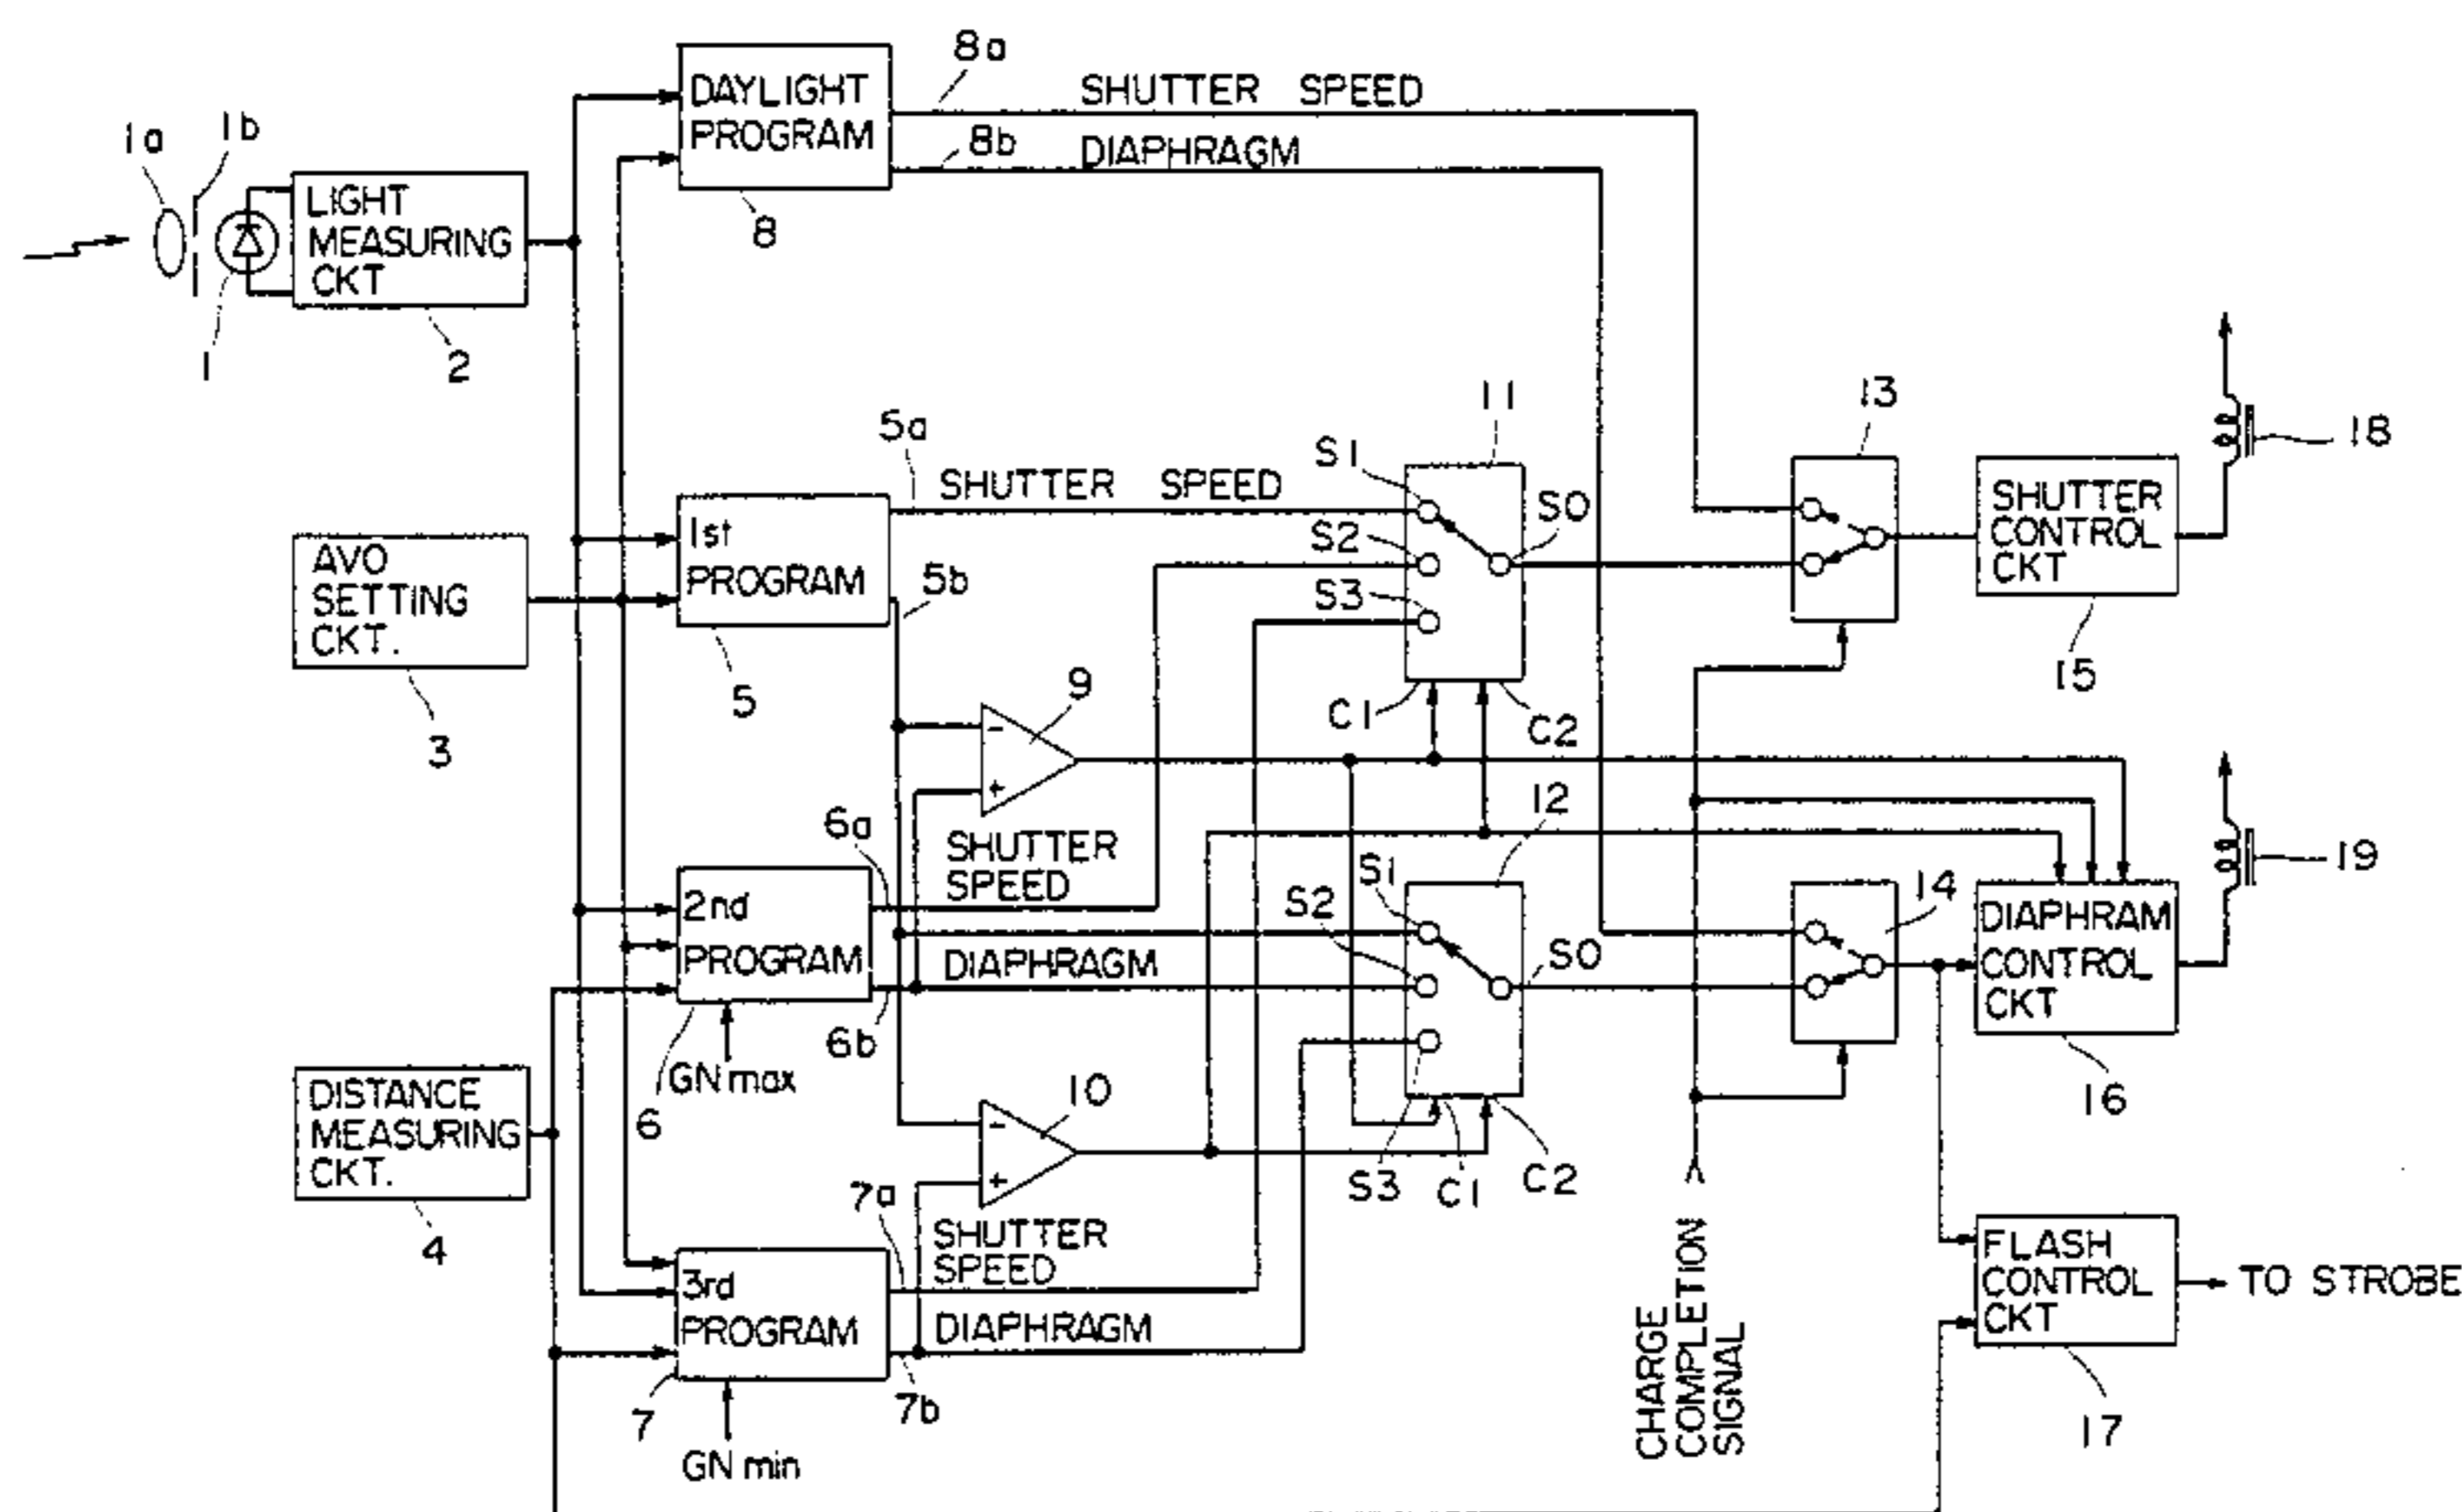 8a
SHUTTER SPEED
DAYLIGHT
PROGRAM
8b
DIAPHRAGM
8
1a
1b
LIGHT
MEASURING
CKT
1
2
AVO
SETTING
CKT.
3
5a
SHUTTER SPEED
1st
PROGRAM
5b
5
11
S1
S2
S3
S0
C1
C2
13
SHUTTER
CONTROL
CKT
15
18
9
-
+
6a
SHUTTER
SPEED
2nd
PROGRAM
DIAPHRAGM
6b
6
GN max
12
S1
S2
S0
S3
C1
C2
14
DIAPHRAM
CONTROL
CKT
16
19
DISTANCE
MEASURING
CKT.
4
10
-
+
7a
SHUTTER
SPEED
3rd
PROGRAM
DIAPHRAGM
7b
7
GN min
CHARGE
COMPLETION
SIGNAL
FLASH
CONTROL
CKT
17
TO STROBE